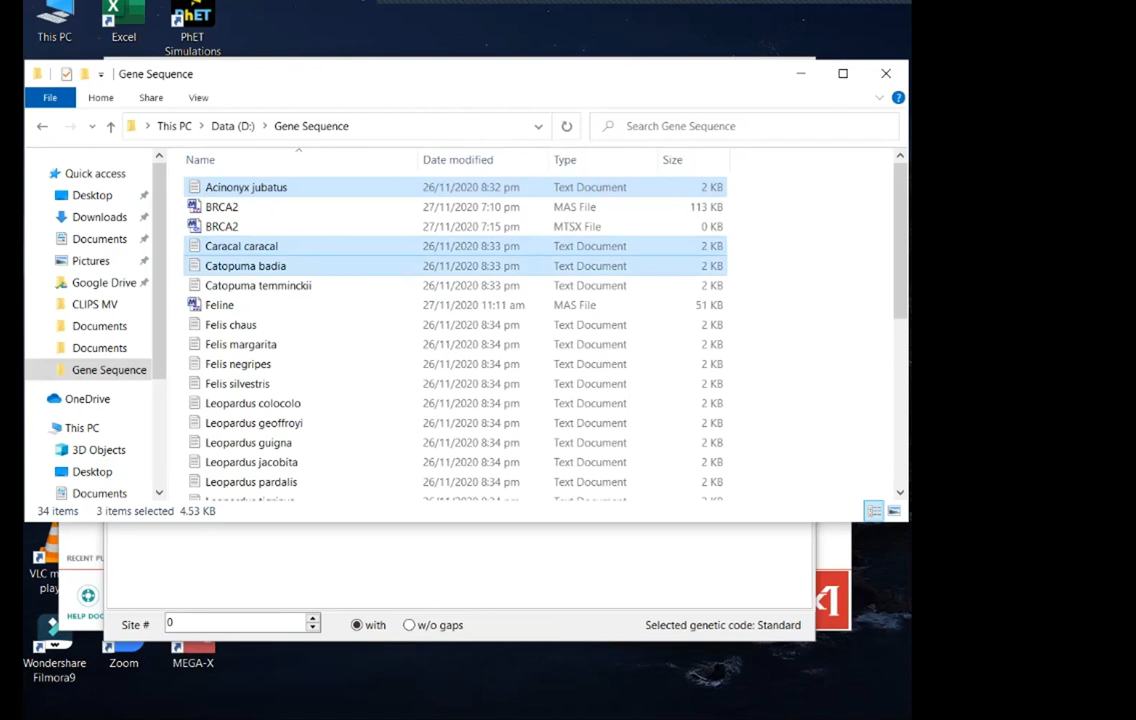 This PC
Excel
PhET
PhET
Simulations
Gene Sequence
File
Home
Share
View
This PC
Data (D:)
Gene Sequence
Search Gene Sequence
Name
Date modified
Type
Size
Quick access
Desktop
Downloads
Documents
Pictures
Google Drive
CLIPS MV
Documents
Documents
Gene Sequence
OneDrive
This PC
3D Objects
Desktop
Documents
Acinonyx jubatus 26/11/2020 8:32 pm Text Document 2 KB
BRCA2 27/11/2020 7:10 pm MAS File 113 KB
BRCA2 27/11/2020 7:15 pm MTSX File 0 KB
Caracal caracal 26/11/2020 8:33 pm Text Document 2 KB
Catopuma badia 26/11/2020 8:33 pm Text Document 2 KB
Catopuma temminckii 26/11/2020 8:33 pm Text Document 2 KB
Feline 27/11/2020 11:11 am MAS File 51 KB
Felis chaus 26/11/2020 8:34 pm Text Document 2 KB
Felis margarita 26/11/2020 8:34 pm Text Document 2 KB
Felis negripes 26/11/2020 8:34 pm Text Document 2 KB
Felis silvestris 26/11/2020 8:34 pm Text Document 2 KB
Leopardus colocolo 26/11/2020 8:34 pm Text Document 2 KB
Leopardus geoffroyi 26/11/2020 8:34 pm Text Document 2 KB
Leopardus guigna 26/11/2020 8:34 pm Text Document 2 KB
Leopardus jacobita 26/11/2020 8:34 pm Text Document 2 KB
Leopardus pardalis 26/11/2020 8:34 pm Text Document 2 KB
34 items 3 items selected 4.53 KB
RECENT
VLC
HELP
Site # 0 with w/o gaps Selected genetic code: Standard
Wondershare
Filmora9
Zoom
MEGA-X